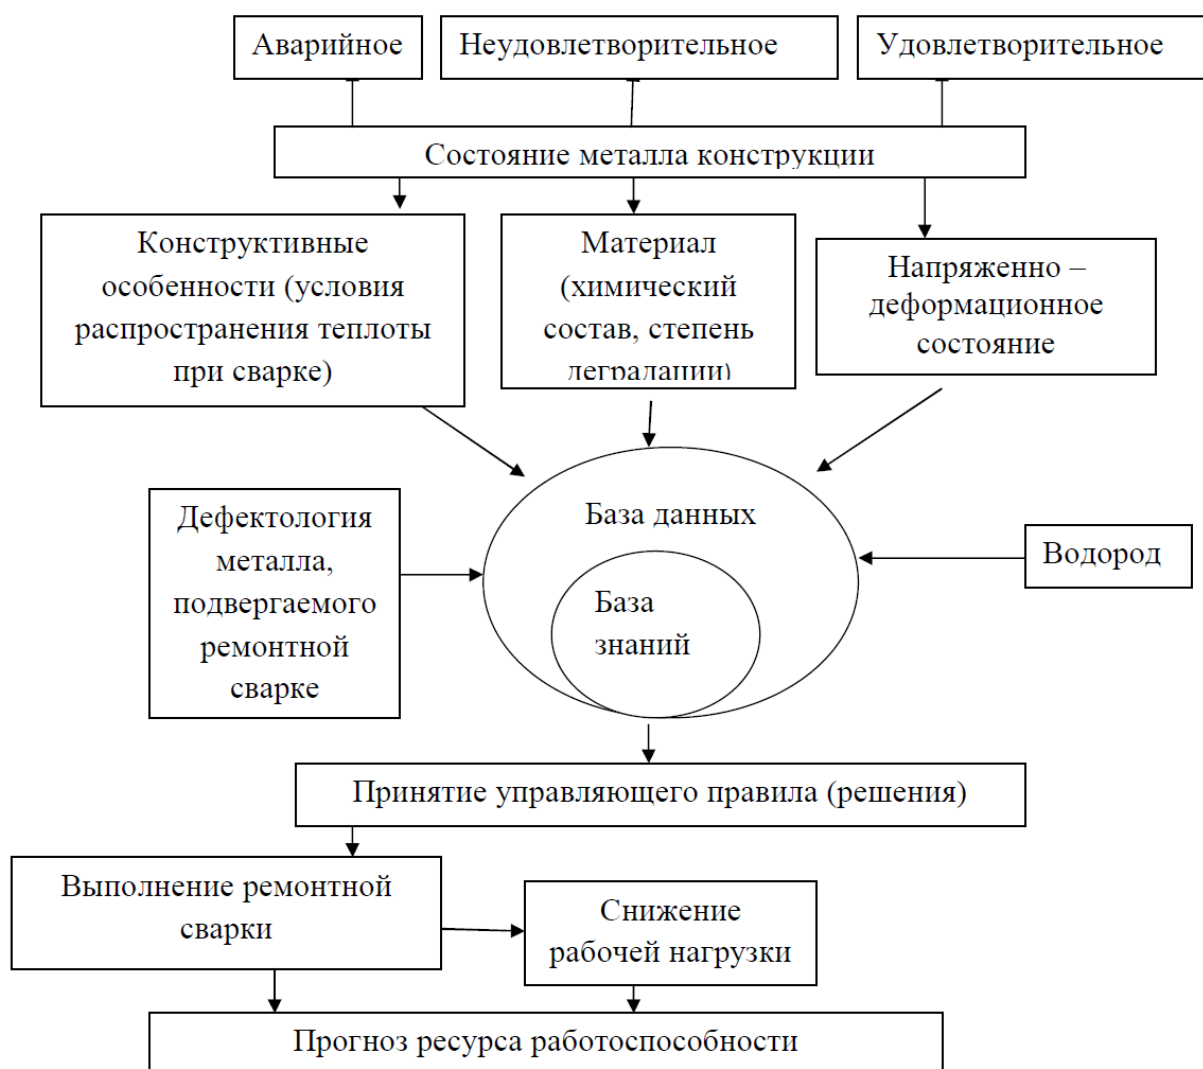 Аварийное
Неудовлетворительное
Удовлетворительное
Состояние металла конструкции
Конструктивные
особенности (условия
распространения теплоты
при сварке)
Материал
(химический
состав, степень
деградации)
Напряженно –
деформационное
состояние
База данных
Дефектология
металла,
подвергаемого
ремонтной
сварке
Водород
База
знаний
Принятие управляющего правила (решения)
Выполнение ремонтной
сварки
Снижение
рабочей нагрузки
Прогноз ресурса работоспособности